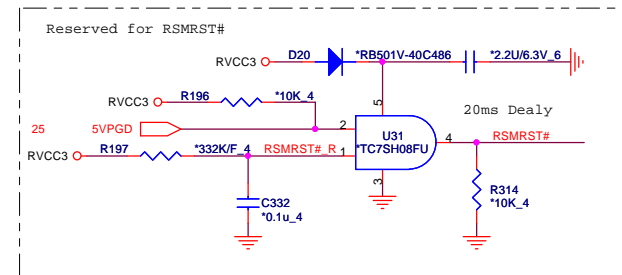 Reserved for RSMRST#
RVCC3 D20 *RB501V-40C486 *2.2U/6.3V_6
RVCC3 R196 *10K_4
5
20ms Dealy
25 5VPGD 2 U31 4 RSMRST#
RVCC3 R197 *332K/F_4 RSMRST#_R 1 *TC7SH08FU
3
C332
*0.1u_4
R314
*10K_4